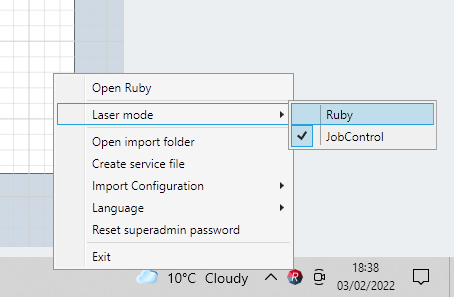 Open Ruby
Laser mode
Ruby
JobControl
Open import folder
Create service file
Import Configuration
Language
Reset superadmin password
Exit
10°C Cloudy
R
18:38
03/02/2022